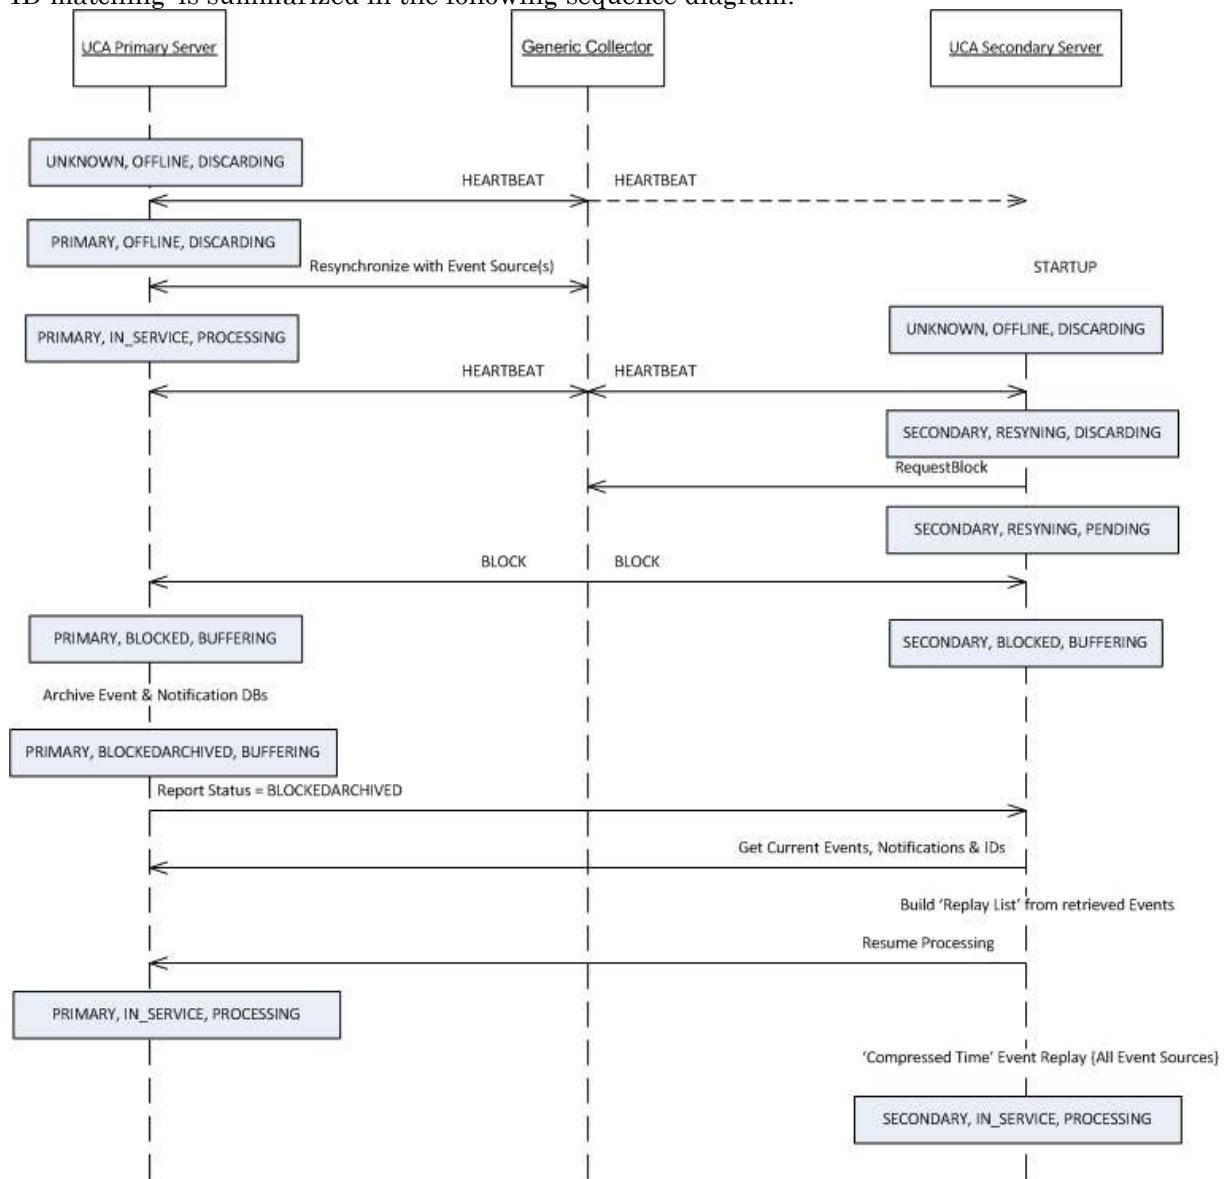 ID matching' is summarized in the following sequence diagram:
UCA Primary Server
Generic Collector
UCA Secondary Server
UNKNOWN, OFFLINE, DISCARDING
HEARTBEAT
HEARTBEAT
PRIMARY, OFFLINE, DISCARDING
Resynchronize with Event Source(s)
STARTUP
PRIMARY, IN_SERVICE, PROCESSING
UNKNOWN, OFFLINE, DISCARDING
HEARTBEAT
HEARTBEAT
SECONDARY, RESYNING, DISCARDING
RequestBlock
SECONDARY, RESYNING, PENDING
BLOCK
BLOCK
PRIMARY, BLOCKED, BUFFERING
SECONDARY, BLOCKED, BUFFERING
Archive Event & Notification DBs
PRIMARY, BLOCKEDARCHIVED, BUFFERING
Report Status = BLOCKEDARCHIVED
Get Current Events, Notifications & IDs
Build ‘Replay List’ from retrieved Events
Resume Processing
PRIMARY, IN_SERVICE, PROCESSING
‘Compressed Time’ Event Replay (All Event Sources)
SECONDARY, IN_SERVICE, PROCESSING